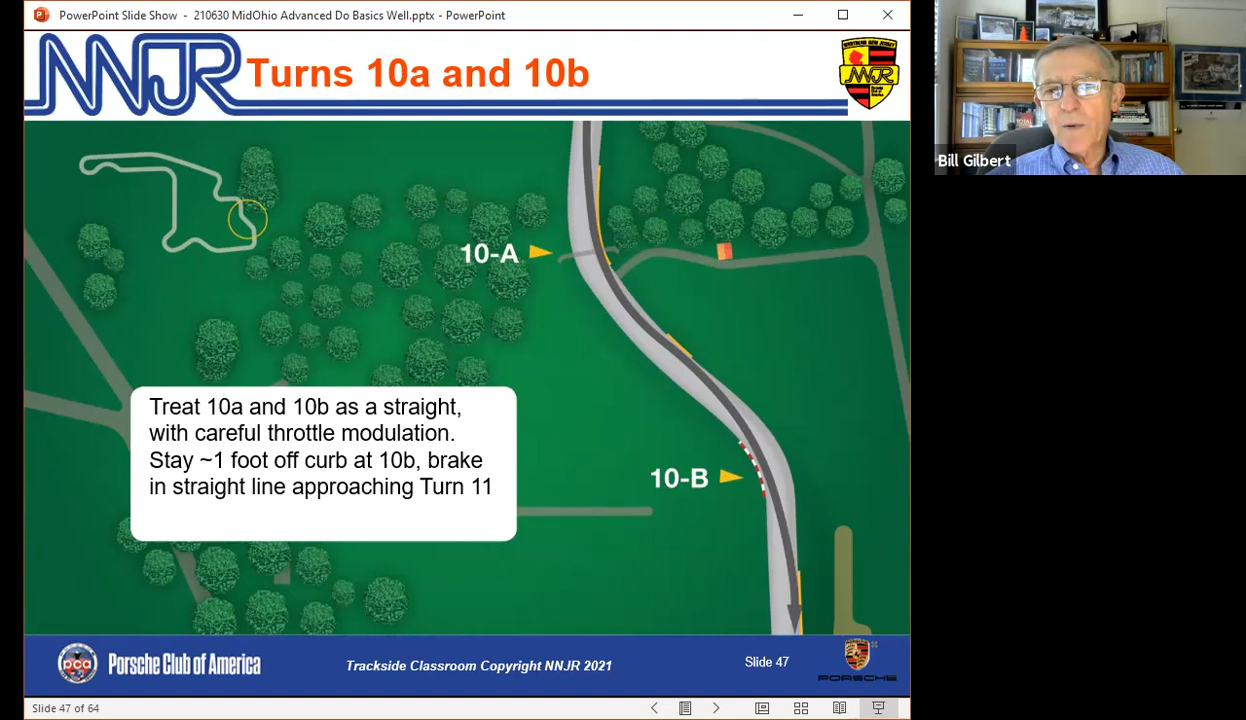 PowerPoint Slide Show - 210630 MidOhio Advanced Do Basics Well.pptx - PowerPoint
NNJR
Turns 10a and 10b
NNJR
10-A
Treat 10a and 10b as a straight,
with careful throttle modulation.
Stay ~1 foot off curb at 10b, brake
in straight line approaching Turn 11
10-B
pca
Porsche Club of America
Trackside Classroom Copyright NNJR 2021
Slide 47
PORSCHE
Slide 47 of 64
Bill Gilbert
TOTAL